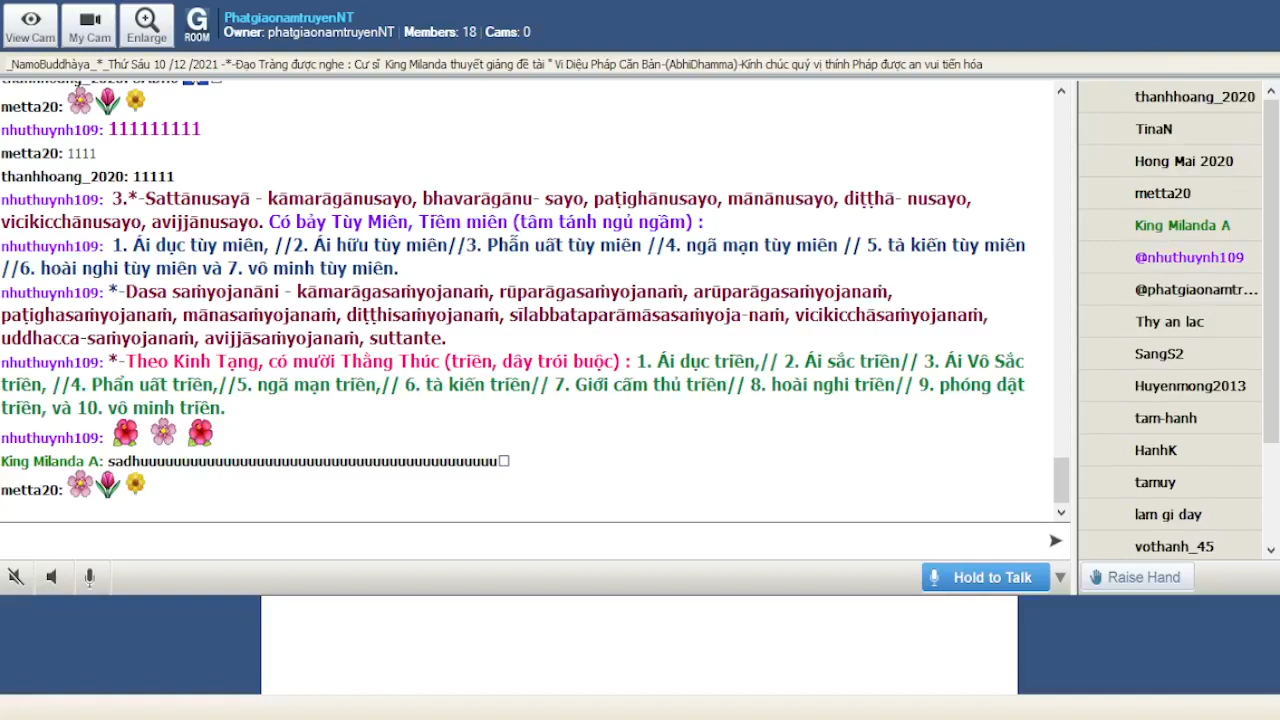 View Cam
My Cam
Enlarge
G
ROOM
PhatgiaonamtruyenNT
Owner: phatgiaonamtruyenNT | Members: 18 | Cams: 0
_NamoBuddhàya_*_Thứ Sáu 10 /12 /2021 -*-Đạo Tràng được nghe : Cư sĩ King Milanda thuyết giảng đề tài " Vi Diệu Pháp Căn Bản-(AbhiDhamma)-Kính chúc quý vị thính Pháp được an vui tiến hóa
metta20:
nhuthuynh109: 111111111
metta20: 1111
thanhhoang_2020: 11111
nhuthuynh109: 3.*-Sattānusayā - kāmarāgānusayo, bhavarāgānu- sayo, paṭighānusayo, mānānusayo, diṭṭhā- nusayo,
vicikicchānusayo, avijjānusayo. Có bảy Tùy Miên, Tiềm miên (tâm tánh ngủ ngầm) :
nhuthuynh109: 1. Ái dục tùy miên, //2. Ái hữu tùy miên//3. Phẫn uất tùy miên //4. ngã mạn tùy miên // 5. tà kiến tùy miên
//6. hoài nghi tùy miên và 7. vô minh tùy miên.
nhuthuynh109: *-Dasa saṁyojanāni - kāmarāgasaṁyojanaṁ, rūparāgasaṁyojanaṁ, arūparāgasaṁyojanaṁ,
paṭighasaṁyojanaṁ, mānasaṁyojanaṁ, diṭṭhisaṁyojanaṁ, sīlabbataparāmāsasaṁyoja-naṁ, vicikicchāsaṁyojanaṁ,
uddhacca-saṁyojanaṁ, avijjāsaṁyojanaṁ, suttante.
nhuthuynh109: *-Theo Kinh Tạng, có mười Thằng Thúc (triền, dây trói buộc) : 1. Ái dục triền,// 2. Ái sắc triền// 3. Ái Vô Sắc
triền, //4. Phẩn uất triền,//5. ngã mạn triền,// 6. tà kiến triền// 7. Giới cấm thủ triền// 8. hoài nghi triền// 9. phóng dật
triền, và 10. vô minh triền.
nhuthuynh109:
King Milanda A: sadhuuuuuuuuuuuuuuuuuuuuuuuuuuuuuuuuuuuuuuuuuuu
metta20:
Hold to Talk
thanhhoang_2020
TinaN
Hong Mai 2020
metta20
King Milanda A
@nhuthuynh109
@phatgiaonamtr...
Thy an lac
SangS2
Huyenmong2013
tam-hanh
HanhK
tamuy
lam gi day
vothanh_45
Raise Hand